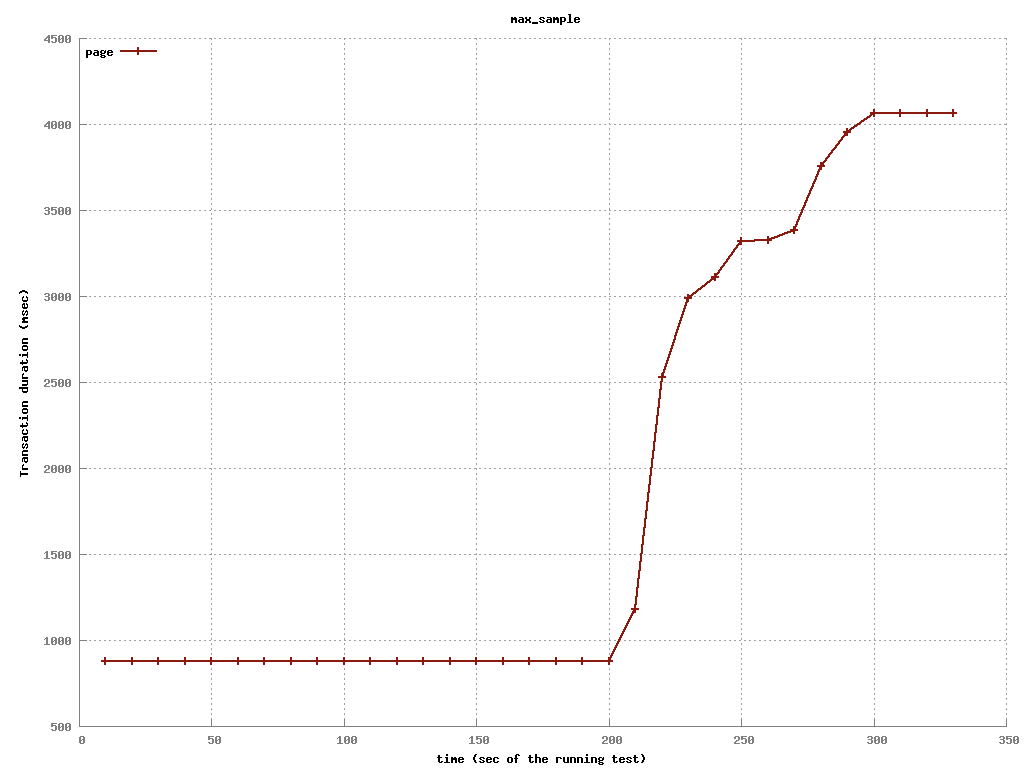 max_sample
page
4500
4000
3500
3000
2500
2000
1500
1000
500
Transaction duration (msec)
0 50 100 150 200 250 300 350
time (sec of the running test)